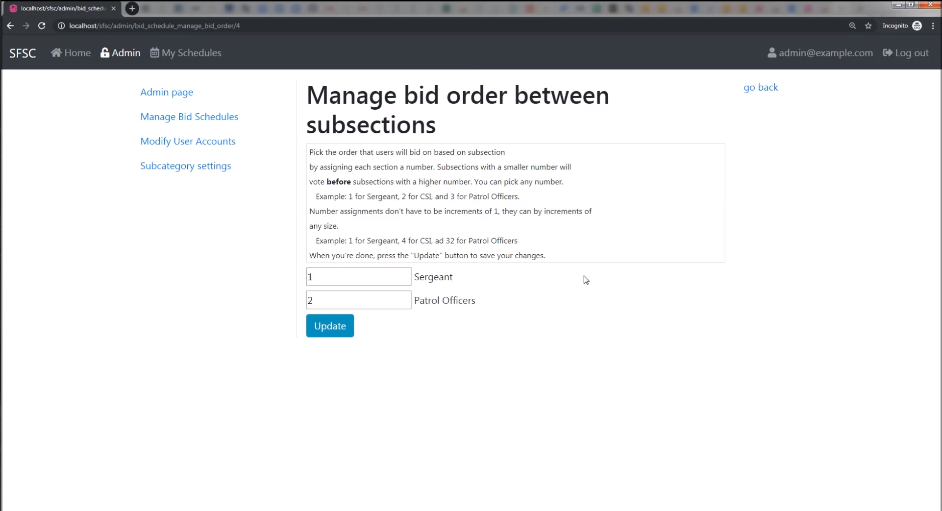 localhost/sfsc/admin/bid_schedu
localhost/sfsc/admin/bid_schedule_manage_bid_order/4
Incognito
SFSC
Home
Admin
My Schedules
admin@example.com
Log out
Admin page
Manage Bid Schedules
Modify User Accounts
Subcategory settings
Manage bid order between
subsections
go back
Pick the order that users will bid on based on subsection
by assigning each section a number. Subsections with a smaller number will
vote before subsections with a higher number. You can pick any number.
Example: 1 for Sergeant, 2 for CSI, and 3 for Patrol Officers.
Number assignments don't have to be increments of 1, they can by increments of
any size.
Example: 1 for Sergeant, 4 for CSI, ad 32 for Patrol Officers
When you're done, press the "Update" button to save your changes.
1 Sergeant
2 Patrol Officers
Update